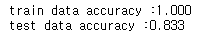 train data accuracy :1.000
test data accuracy :0.833